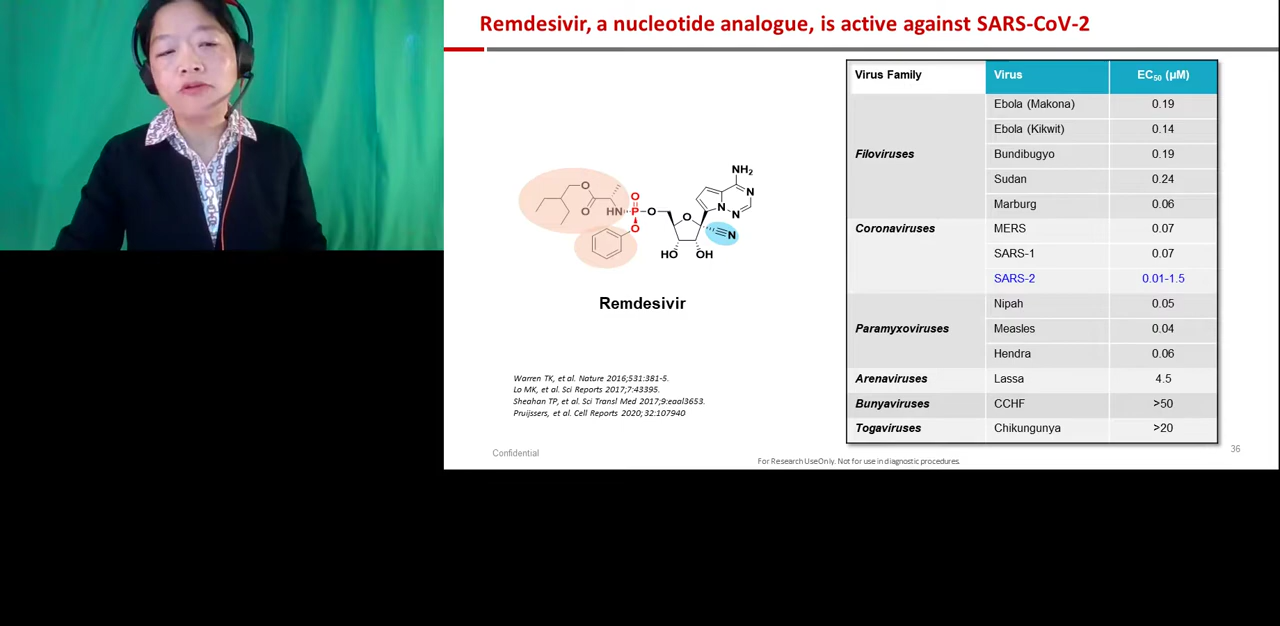 Remdesivir, a nucleotide analogue, is active against SARS-CoV-2
Virus Family Virus EC50 (µM)
Filoviruses
Ebola (Makona) 0.19
Ebola (Kikwit) 0.14
Bundibugyo 0.19
Sudan 0.24
Marburg 0.06
Coronaviruses MERS 0.07
SARS-1 0.07
SARS-2 0.01-1.5
Paramyxoviruses
Nipah 0.05
Measles 0.04
Hendra 0.06
Arenaviruses Lassa 4.5
Bunyaviruses CCHF >50
Togaviruses Chikungunya >20
NH2
N
N
N
N
O
O
HN
P
O
O
O
O
N
HO
OH
Remdesivir
Warren TK, et al. Nature 2016;531:381-5.
Lo MK, et al. Sci Reports 2017;7:43395.
Sheahan TP, et al. Sci Transl Med 2017;9:eaal3653.
Pruijssers, et al. Cell Reports 2020; 32:107940
Confidential
For Research UseOnly. Not for use in diagnostic procedures.
36